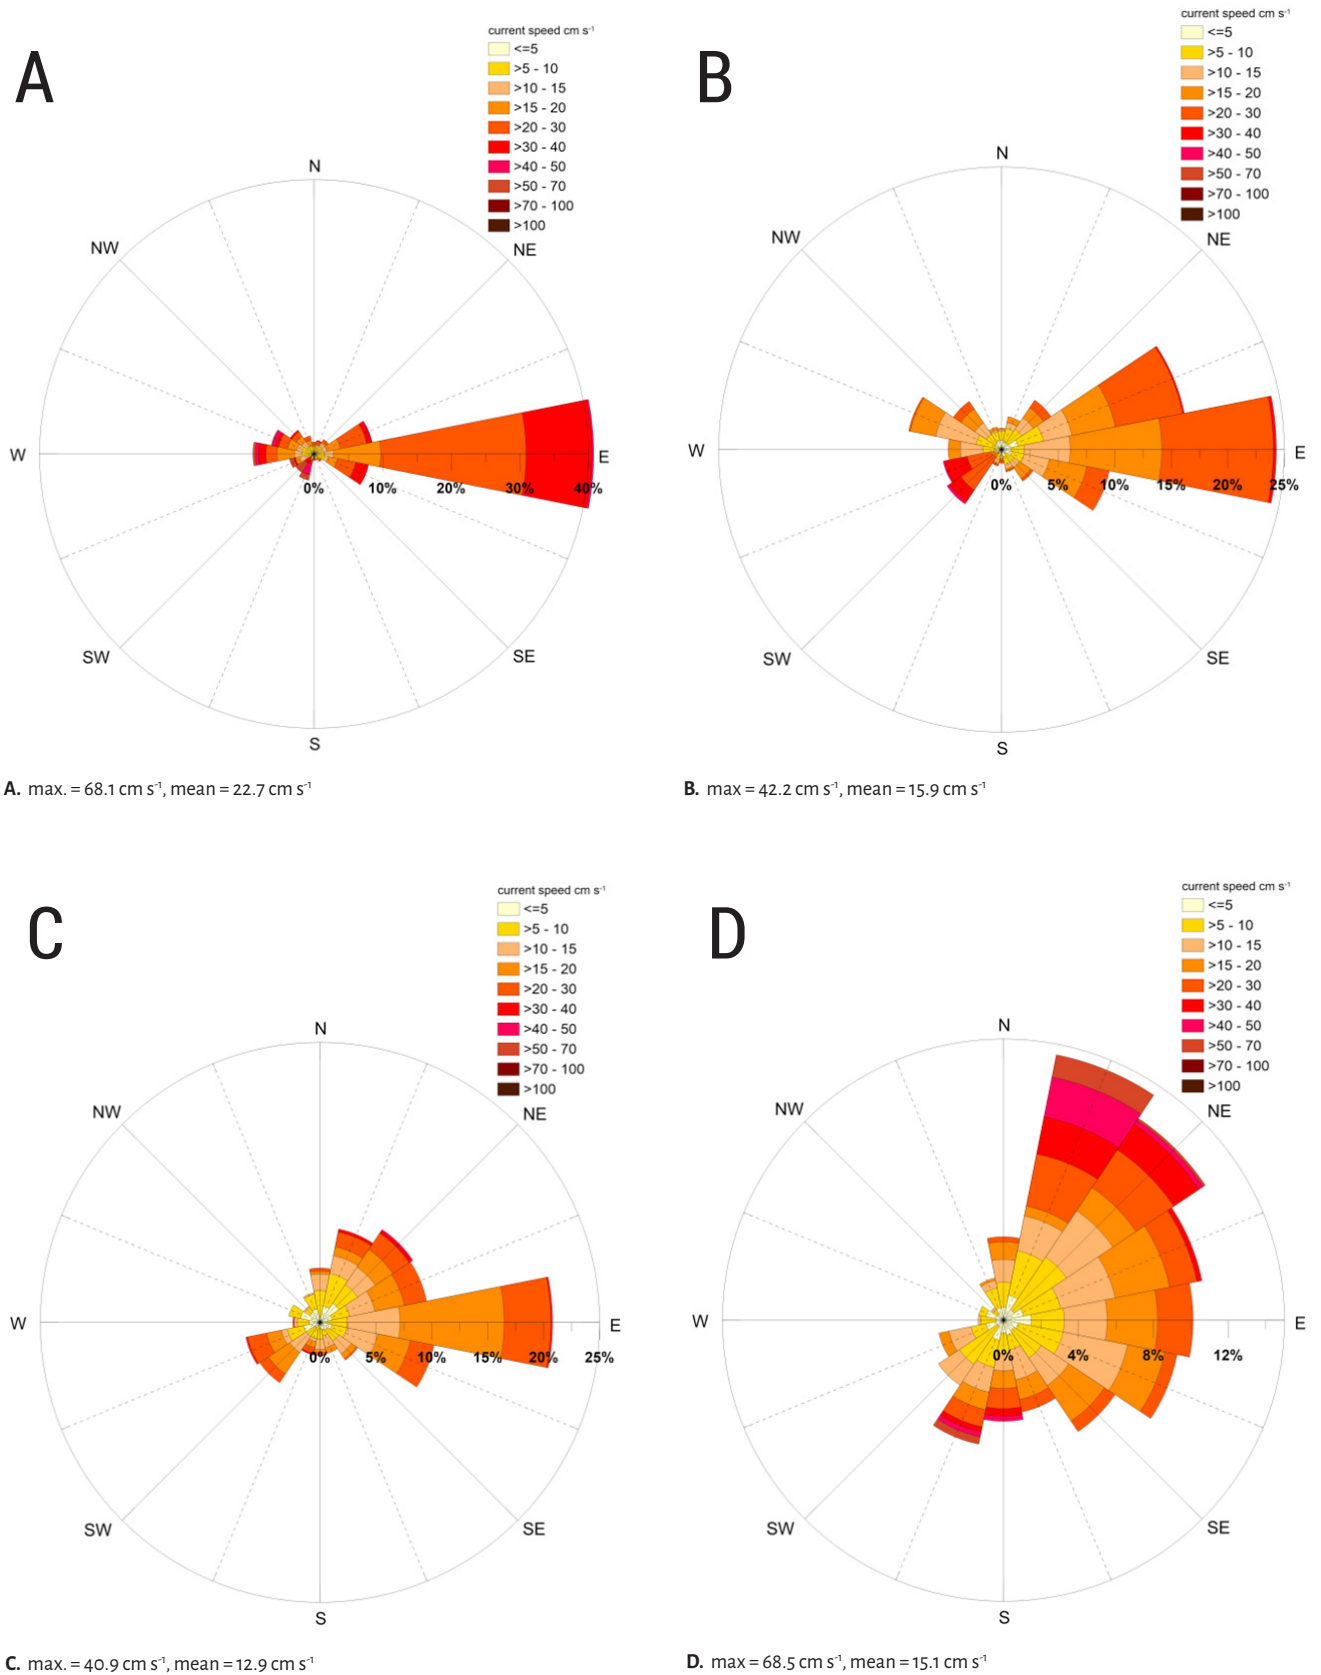 A
current speed cm s⁻¹
<=5
>5 - 10
>10 - 15
>15 - 20
>20 - 30
>30 - 40
>40 - 50
>50 - 70
>70 - 100
>100
N
NW
NE
W
E
0% 10% 20% 30% 40%
SW
SE
S
A. max. = 68.1 cm s⁻¹, mean = 22.7 cm s⁻¹
B
current speed cm s⁻¹
<=5
>5 - 10
>10 - 15
>15 - 20
>20 - 30
>30 - 40
>40 - 50
>50 - 70
>70 - 100
>100
N
NW
NE
W
E
0% 5% 10% 15% 20% 25%
SW
SE
S
B. max = 42.2 cm s⁻¹, mean = 15.9 cm s⁻¹
C
current speed cm s⁻¹
<=5
>5 - 10
>10 - 15
>15 - 20
>20 - 30
>30 - 40
>40 - 50
>50 - 70
>70 - 100
>100
N
NW
NE
W
E
0% 5% 10% 15% 20% 25%
SW
SE
S
C. max. = 40.9 cm s⁻¹, mean = 12.9 cm s⁻¹
D
current speed cm s⁻¹
<=5
>5 - 10
>10 - 15
>15 - 20
>20 - 30
>30 - 40
>40 - 50
>50 - 70
>70 - 100
>100
N
NW
NE
W
E
0% 4% 8% 12%
SW
SE
S
D. max = 68.5 cm s⁻¹, mean = 15.1 cm s⁻¹